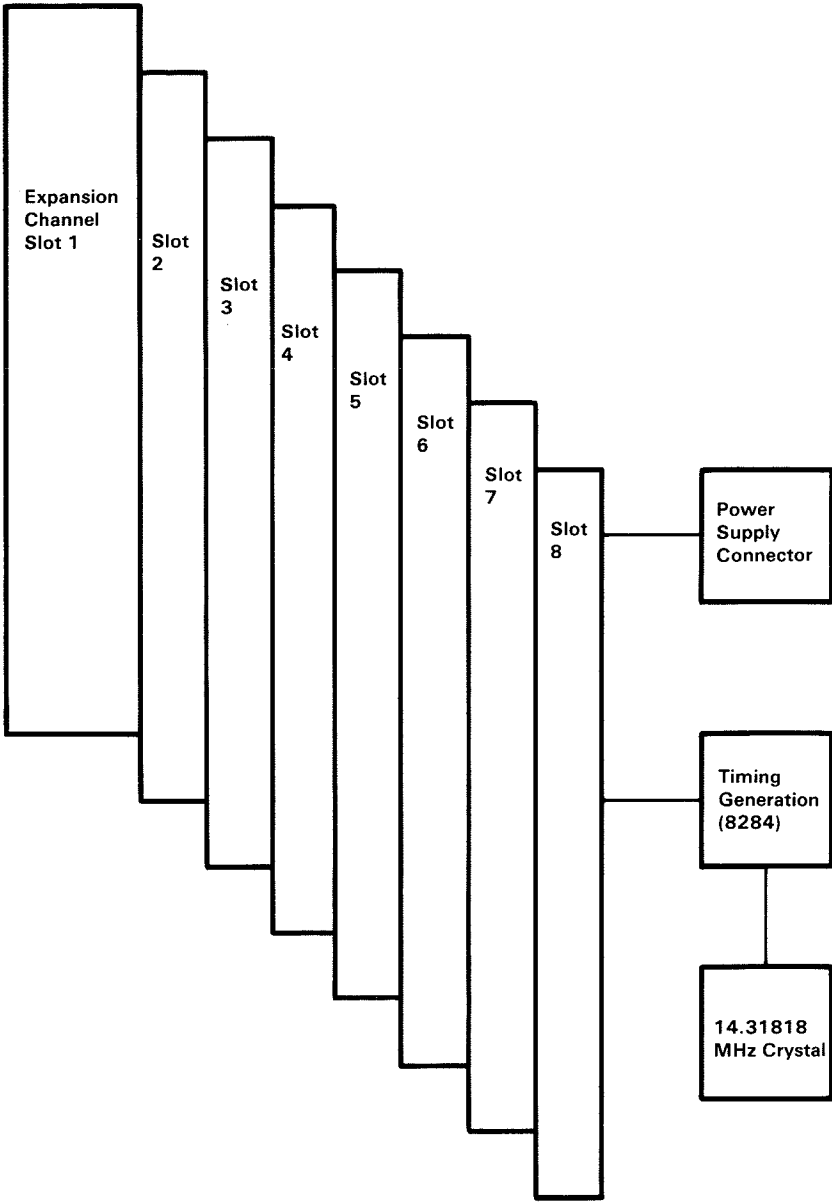 Expansion
Channel
Slot 1
Slot
2
Slot
3
Slot
4
Slot
5
Slot
6
Slot
7
Slot
8
Power
Supply
Connector
Timing
Generation
(8284)
14.31818
MHz Crystal